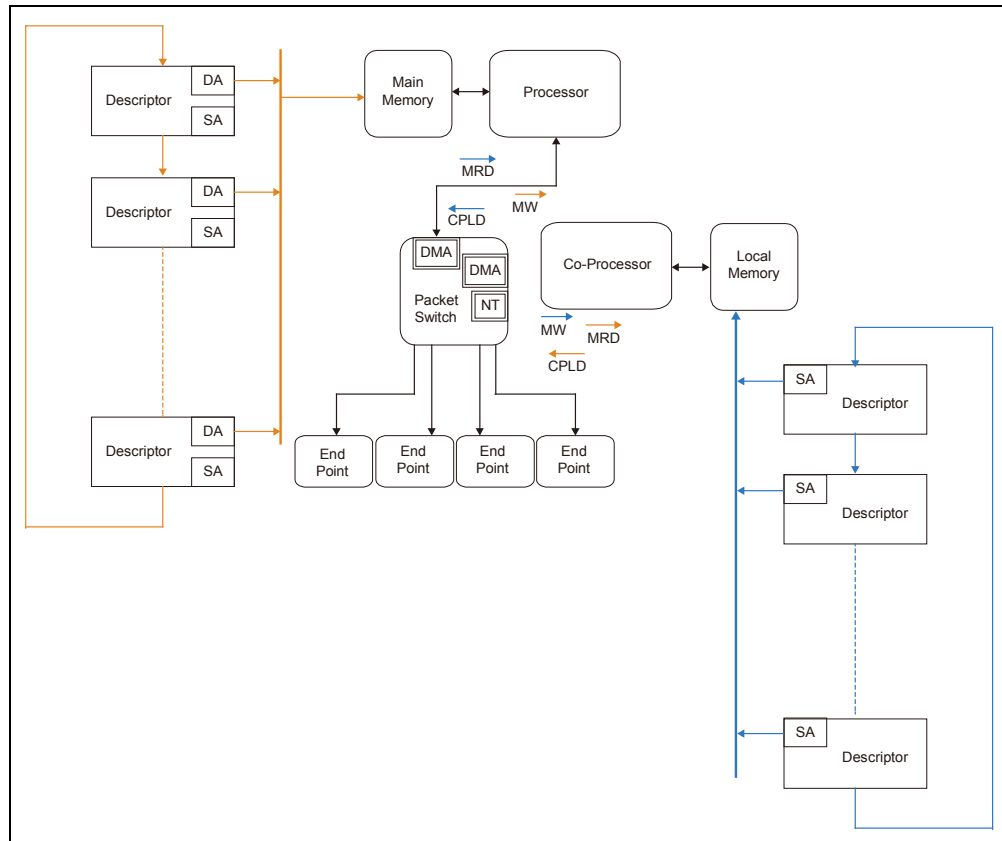 DA
Descriptor
SA
DA
Descriptor
SA
DA
Descriptor
SA
Main
Memory
Processor
MRD
MW
CPLD
DMA
DMA
NT
Packet
Switch
Co-Processor
Local
Memory
MW
MRD
CPLD
End
Point
End
Point
End
Point
End
Point
SA
Descriptor
SA
Descriptor
SA
Descriptor